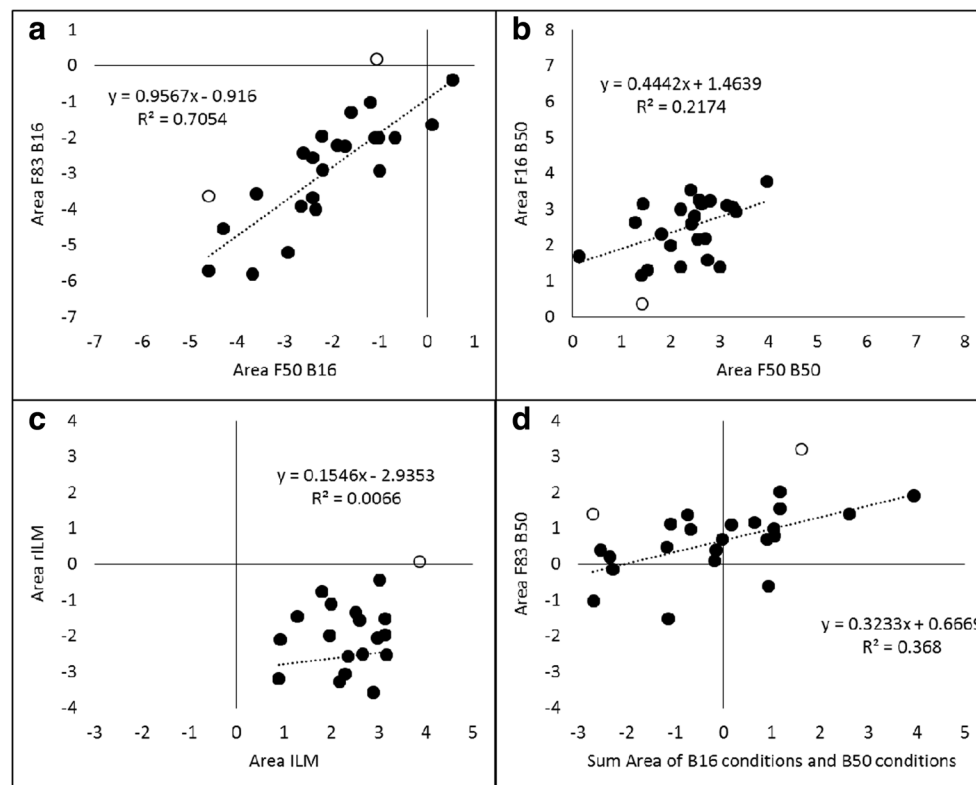 a
1
0
-1
-2
-3
-4
-5
-6
-7
-7 -6 -5 -4 -3 -2 -1 0 1
Area F83 B16
Area F50 B16
y = 0.9567x - 0.916
R² = 0.7054
b
8
7
6
5
4
3
2
1
0
0 1 2 3 4 5 6 7 8
Area F16 B50
Area F50 B50
y = 0.4442x + 1.4639
R² = 0.2174
c
4
3
2
1
0
-1
-2
-3
-4
-3 -2 -1 0 1 2 3 4 5
Area rILM
Area ILM
y = 0.1546x - 2.9353
R² = 0.0066
d
4
3
2
1
0
-1
-2
-3
-4
-3 -2 -1 0 1 2 3 4 5
Area F83 B50
Sum Area of B16 conditions and B50 conditions
y = 0.3233x + 0.6669
R² = 0.368